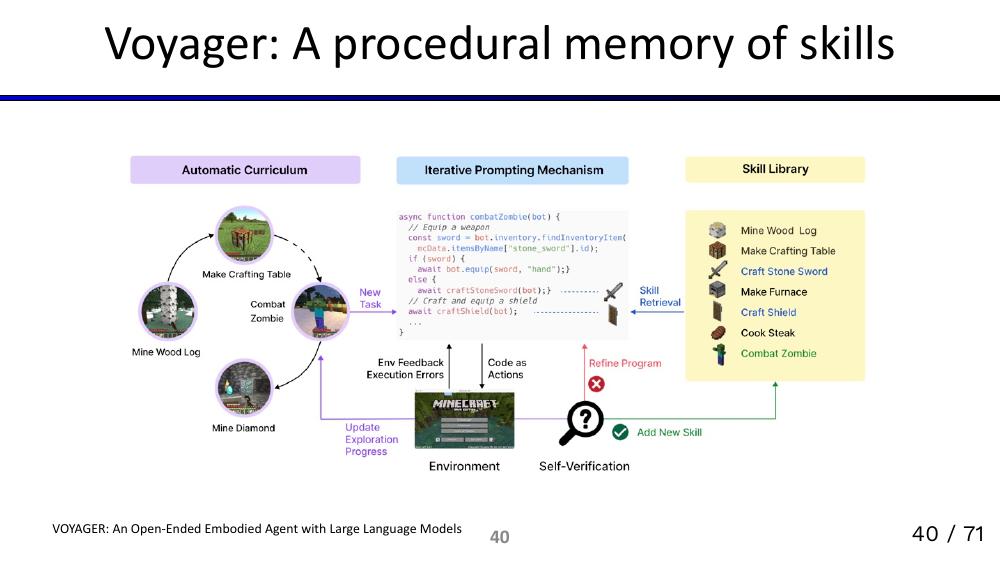 Voyager: A procedural memory of skills
Automatic Curriculum
Make Crafting Table
Combat
Zombie
Mine Wood Log
Mine Diamond
New
Task
Update
Exploration
Progress
Iterative Prompting Mechanism
async function combatZombie(bot) {
// Equip a weapon
const sword = bot.inventory.findInventoryItem(
mcData.itemsByName["stone_sword"].id);
if (sword) {
await bot.equip(sword, "hand");}
else {
await craftStoneSword(bot);}
// Craft and equip a shield
await craftShield(bot);
...
}
Env Feedback
Execution Errors
Code as
Actions
Refine Program
MINECRAFT
Environment
Self-Verification
Add New Skill
Skill
Retrieval
Skill Library
Mine Wood Log
Make Crafting Table
Craft Stone Sword
Make Furnace
Craft Shield
Cook Steak
Combat Zombie
VOYAGER: An Open-Ended Embodied Agent with Large Language Models
40
40 / 71